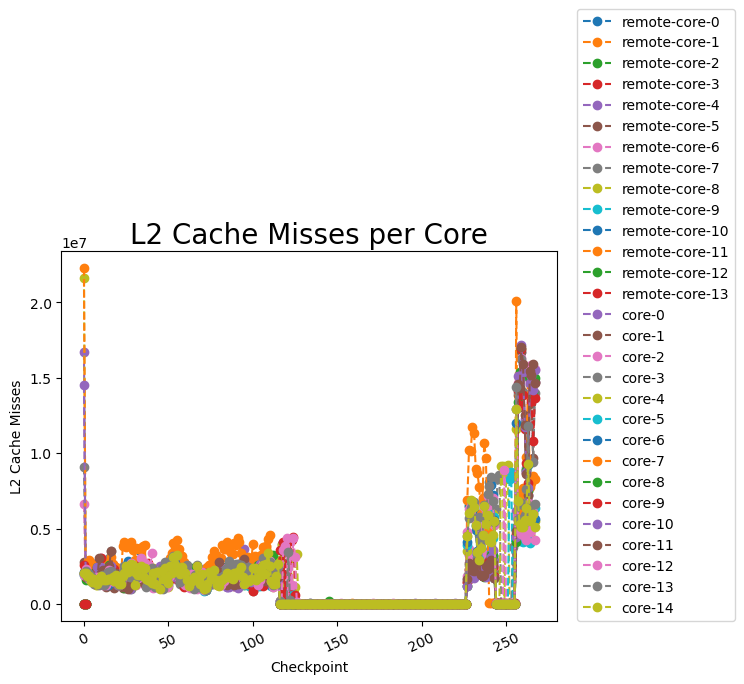 L2 Cache Misses per Core
1e7
L2 Cache Misses
2.0
1.5
1.0
0.5
0.0
0
50
100
150
200
250
Checkpoint
remote-core-0
remote-core-1
remote-core-2
remote-core-3
remote-core-4
remote-core-5
remote-core-6
remote-core-7
remote-core-8
remote-core-9
remote-core-10
remote-core-11
remote-core-12
remote-core-13
core-0
core-1
core-2
core-3
core-4
core-5
core-6
core-7
core-8
core-9
core-10
core-11
core-12
core-13
core-14